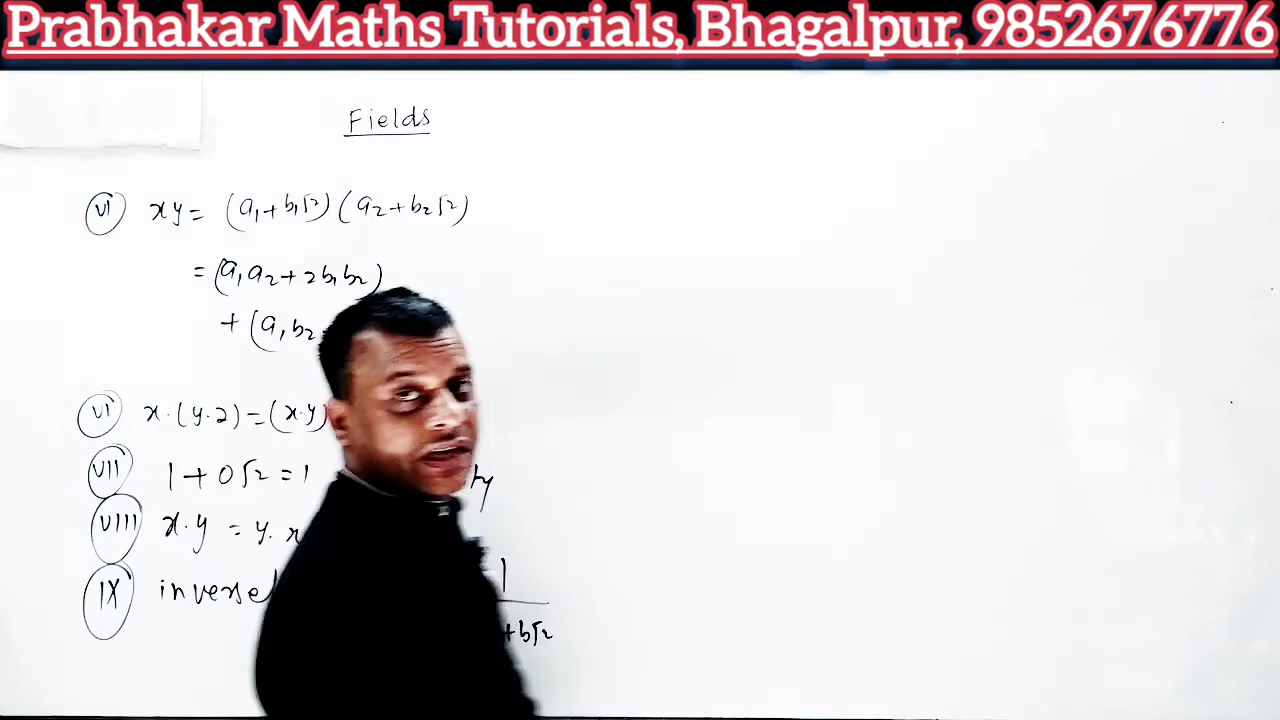 Prabhakar Maths Tutorials, Bhagalpur, 9852676776
Fields
(vi) xy = (a₁+b₁√2)(a₂+b₂√2)
= (a₁a₂+2b₁b₂)
+ (a₁b₂
(vi) x.(y.z)=(x.y)
(vii) 1+0√2=1 ty
(viii) x.y = y.x
(ix) inverse 1
+b√2